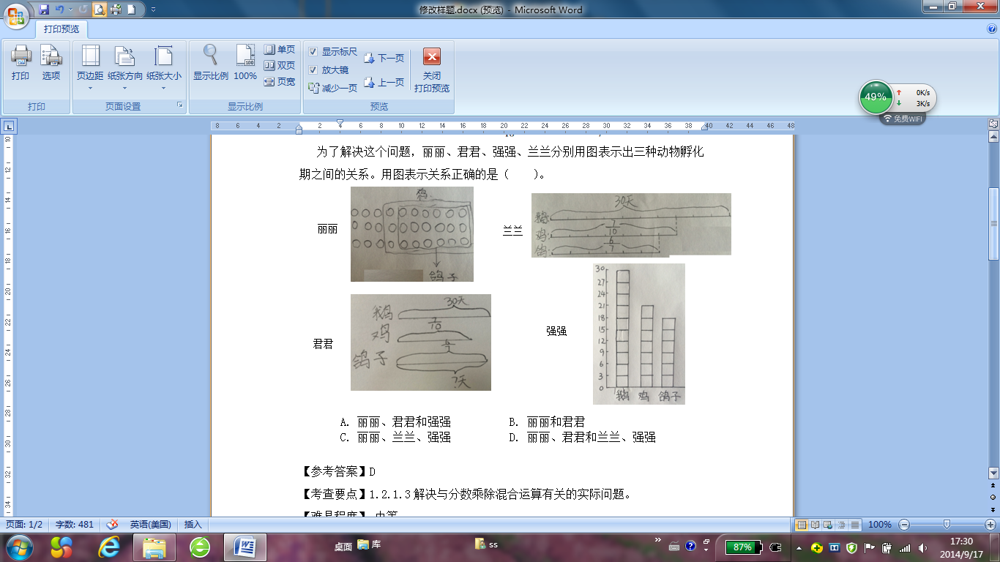 修改样题.docx (预览) - Microsoft Word
打印预览
打印
选项
页边距
纸张方向
纸张大小
显示比例
100%
单页
双页
页宽
显示标尺
放大镜
减少一页
下一页
上一页
关闭
打印预览
打印
页面设置
显示比例
预览
49%
0K/s
3K/s
免费WIFI
8 6 4 2 2 4 6 8 10 12 14 16 18 20 22 24 26 28 30 32 34 36 38 40 42 44 46 48
为了解决这个问题，丽丽、君君、强强、兰兰分别用图表示出三种动物孵化
期之间的关系。用图表示关系正确的是（　　）。
丽丽
鸡
鸽子
兰兰
30天
鹅:
7/10
鸡:
6/7
鸽:
君君
30天
鹅
7/10
鸡
鸽子
?天
强强
30
27
24
21
18
15
12
9
6
3
0
鹅 鸡 鸽子
A. 丽丽、君君和强强 B. 丽丽和君君
C. 丽丽、兰兰、强强 D. 丽丽、君君和兰兰、强强
【参考答案】D
【考查要点】1.2.1.3解决与分数乘除混合运算有关的实际问题。
【难易程度】 中等
页面: 1/2 字数: 481 英语(美国) 插入
100%
桌面 库 ss
87%
17:30
2014/9/17